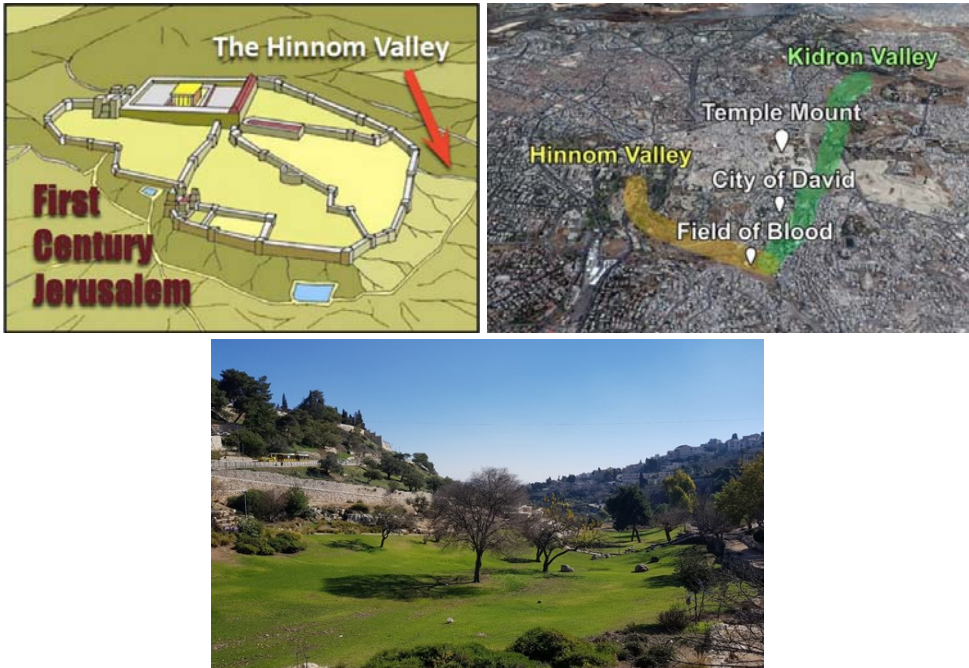 The Hinnom Valley
First
Century
Jerusalem
Kidron Valley
Temple Mount
Hinnom Valley
City of David
Field of Blood